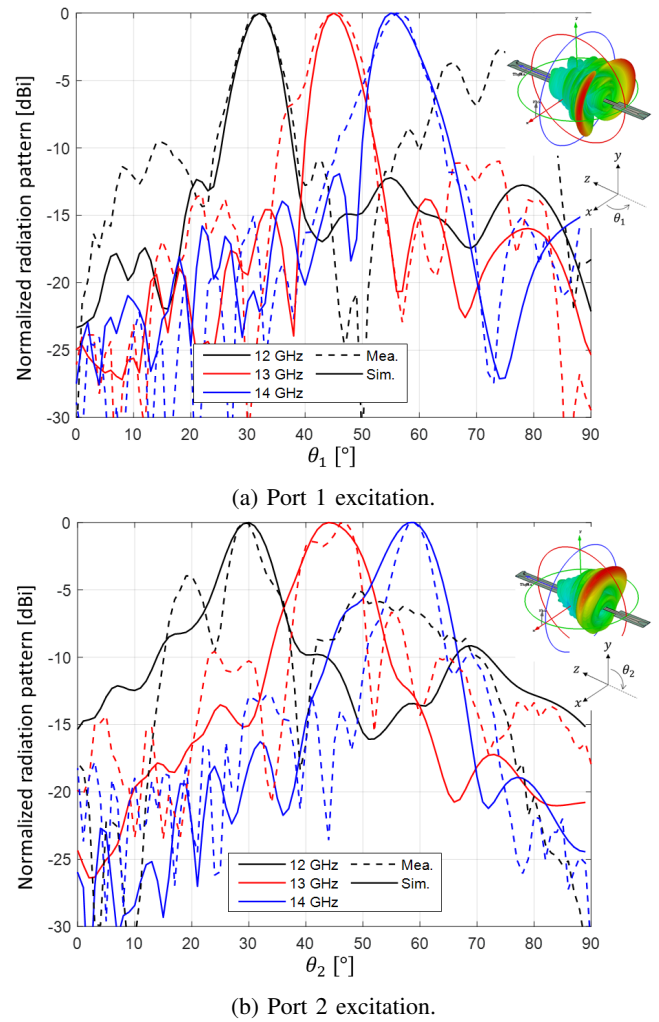 Normalized radiation pattern [dBi]
0
-5
-10
-15
-20
-25
-30
0
10
20
30
40
50
60
70
80
90
θ₁ [°]
12 GHz
13 GHz
14 GHz
Mea.
Sim.
y
z
x
θ₁
(a) Port 1 excitation.
Normalized radiation pattern [dBi]
0
-5
-10
-15
-20
-25
-30
0
10
20
30
40
50
60
70
80
90
θ₂ [°]
12 GHz
13 GHz
14 GHz
Mea.
Sim.
y
z
x
θ₂
(b) Port 2 excitation.